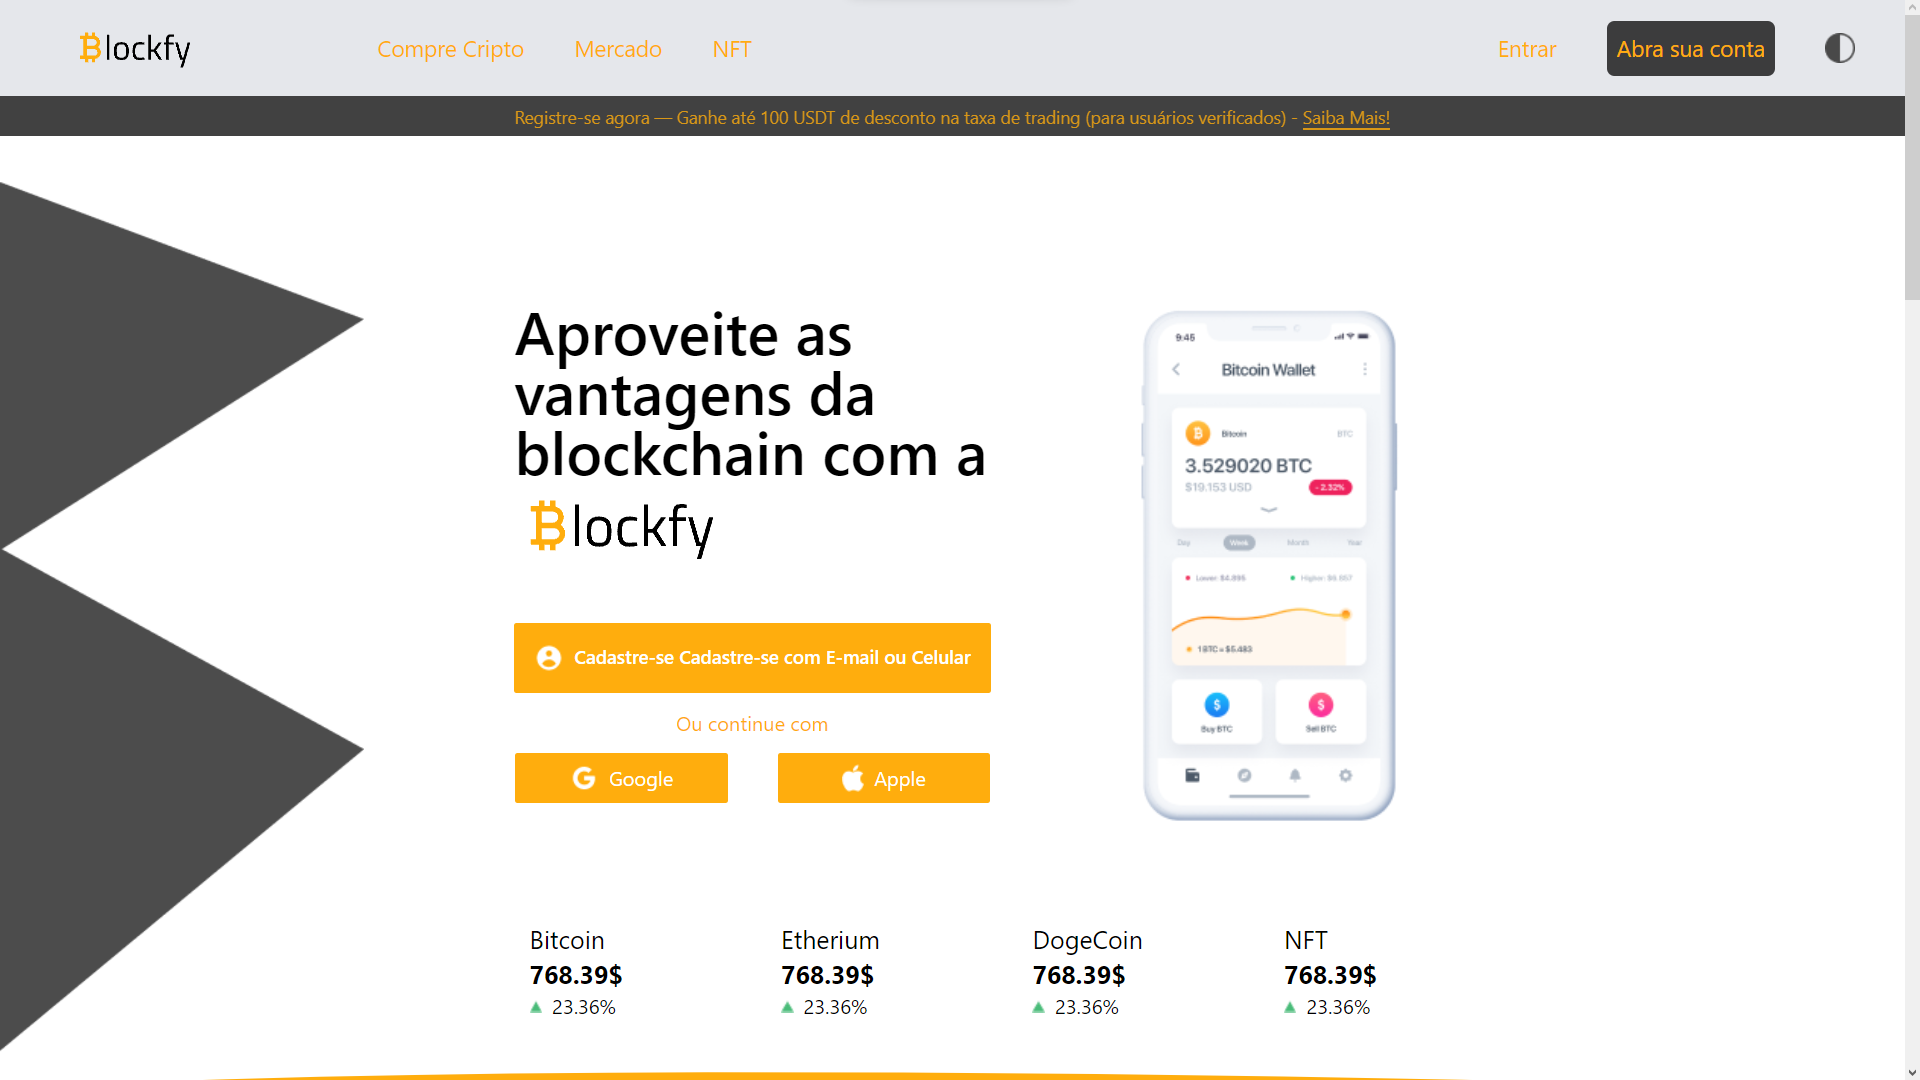 Blockfy
Compre Cripto
Mercado
NFT
Entrar
Abra sua conta
Registre-se agora — Ganhe até 100 USDT de desconto na taxa de trading (para usuários verificados) - Saiba Mais!
Aproveite as
vantagens da
blockchain com a
Blockfy
Cadastre-se Cadastre-se com E-mail ou Celular
Ou continue com
Google
Apple
9:45
Bitcoin Wallet
Bitcoin
BTC
3.529020 BTC
$19.153 USD
- 2.32%
Day
Week
Month
Year
Lower: $4.895
Higher: $5.857
1 BTC = $5.483
Buy BTC
Sell BTC
Bitcoin
768.39$
23.36%
Etherium
768.39$
23.36%
DogeCoin
768.39$
23.36%
NFT
768.39$
23.36%